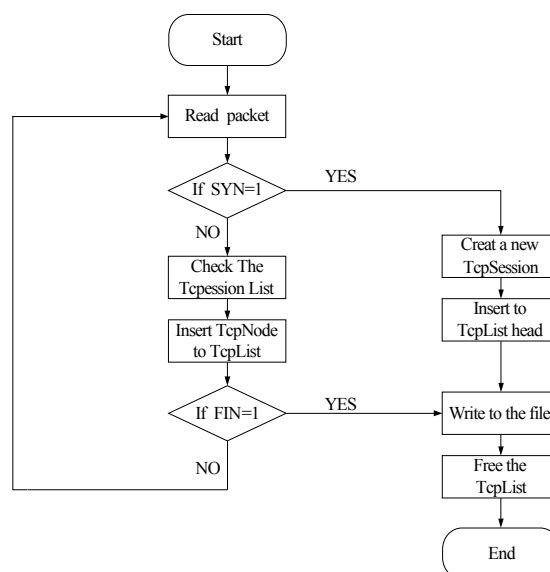 Start
Read packet
If SYN=1
YES
NO
Check The
Tcpession List
Creat a new
TcpSession
Insert TcpNode
to TcpList
Insert to
TcpList head
If FIN=1
YES
Write to the file
NO
Free the
TcpList
End